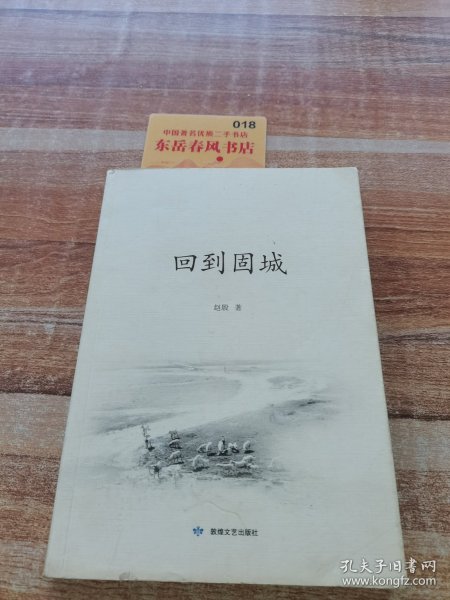 018
中国著名优质二手书店
东岳春风书店
回到固城
赵殷 著
敦煌文艺出版社
孔夫子旧书网
www.kongfz.com